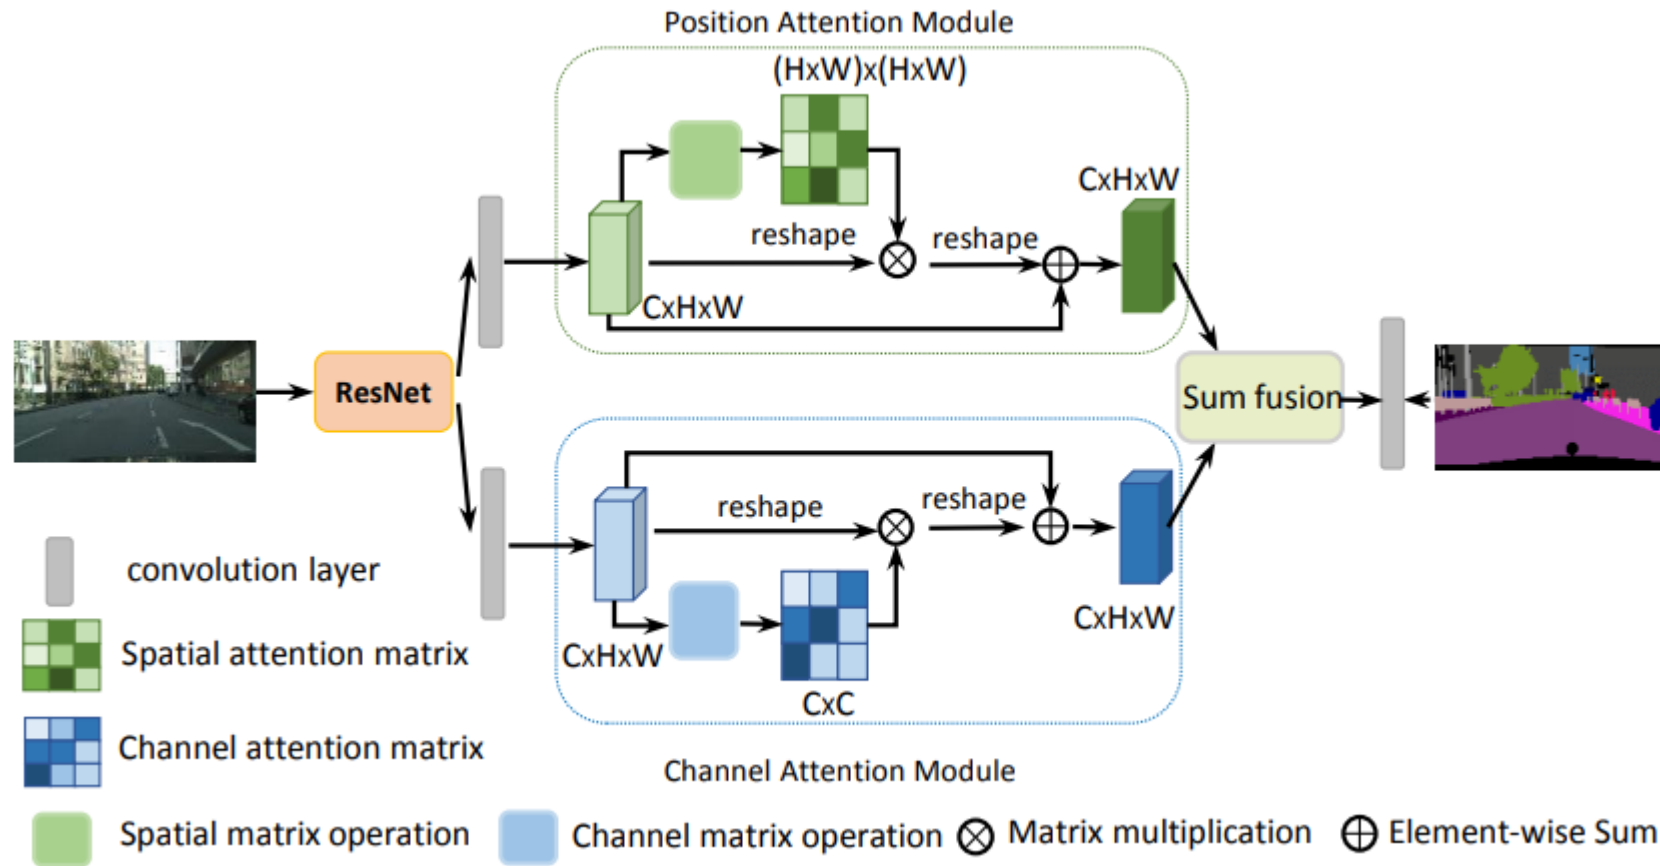 Position Attention Module
(HxW)x(HxW)
CxHxW
reshape
reshape
CxHxW
ResNet
Sum fusion
reshape
reshape
CxHxW
CxHxW
CxC
Channel Attention Module
convolution layer
Spatial attention matrix
Channel attention matrix
Spatial matrix operation
Channel matrix operation
Matrix multiplication
Element-wise Sum